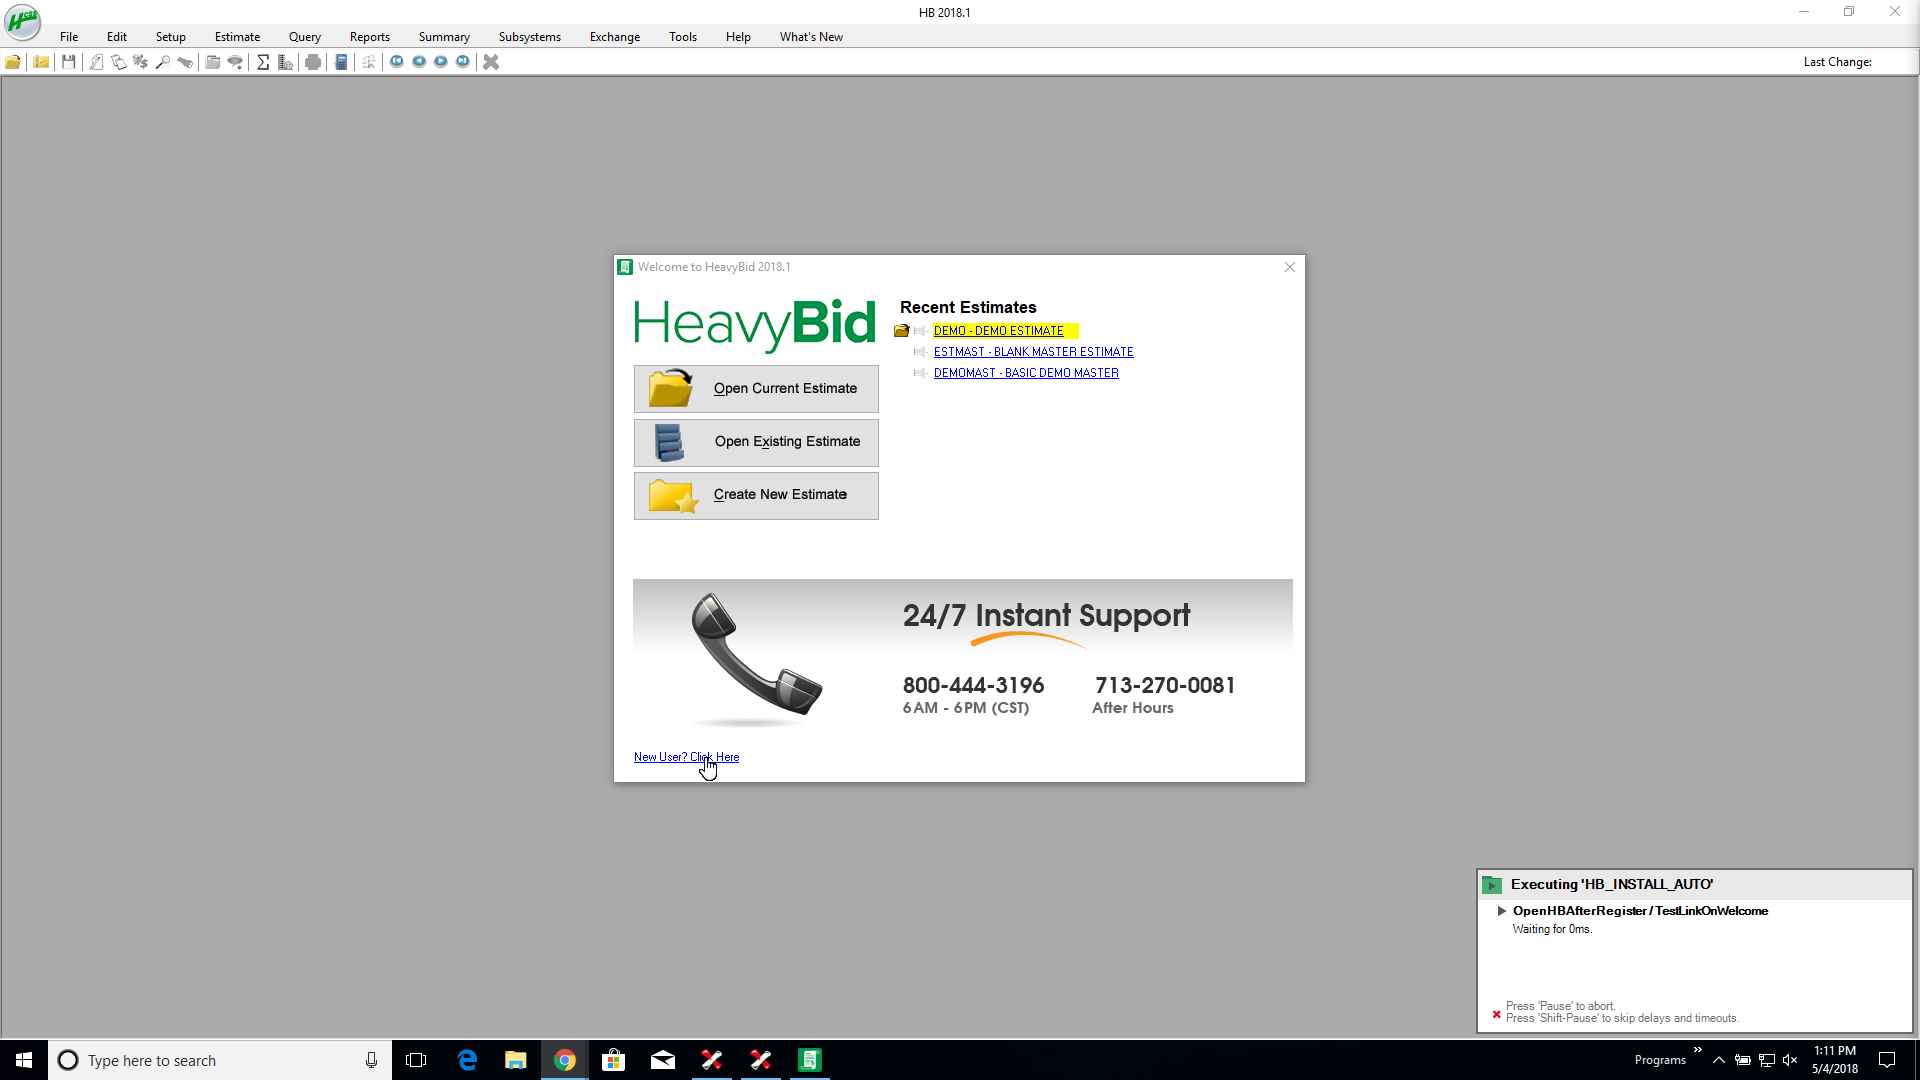 HB 2018.1
File Edit Setup Estimate Query Reports Summary Subsystems Exchange Tools Help What's New
Last Change:
Welcome to HeavyBid 2018.1
HeavyBid
Open Current Estimate
Open Existing Estimate
Create New Estimate
Recent Estimates
DEMO - DEMO ESTIMATE
ESTMAST - BLANK MASTER ESTIMATE
DEMOMAST - BASIC DEMO MASTER
24/7 Instant Support
800-444-3196 713-270-0081
6AM - 6PM (CST) After Hours
New User? Click Here
Executing 'HB_INSTALL_AUTO'
OpenHBAfterRegister / TestLinkOnWelcome
Waiting for 0ms.
Press 'Pause' to abort.
Press 'Shift-Pause' to skip delays and timeouts.
Type here to search
Programs
1:11 PM
5/4/2018